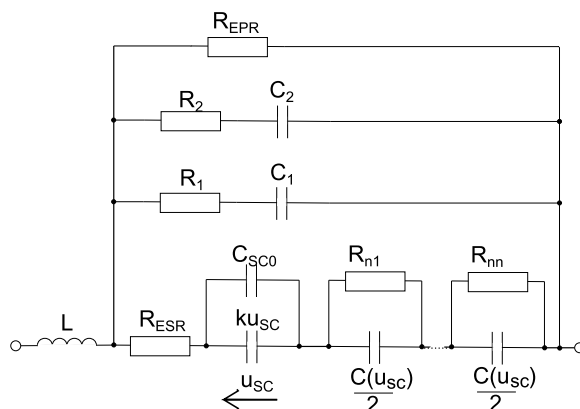 R_EPR
R_2 C_2
R_1 C_1
C_SC0 R_n1 R_nn
L R_ESR ku_SC
u_SC C(u_SC) C(u_SC)
2 2